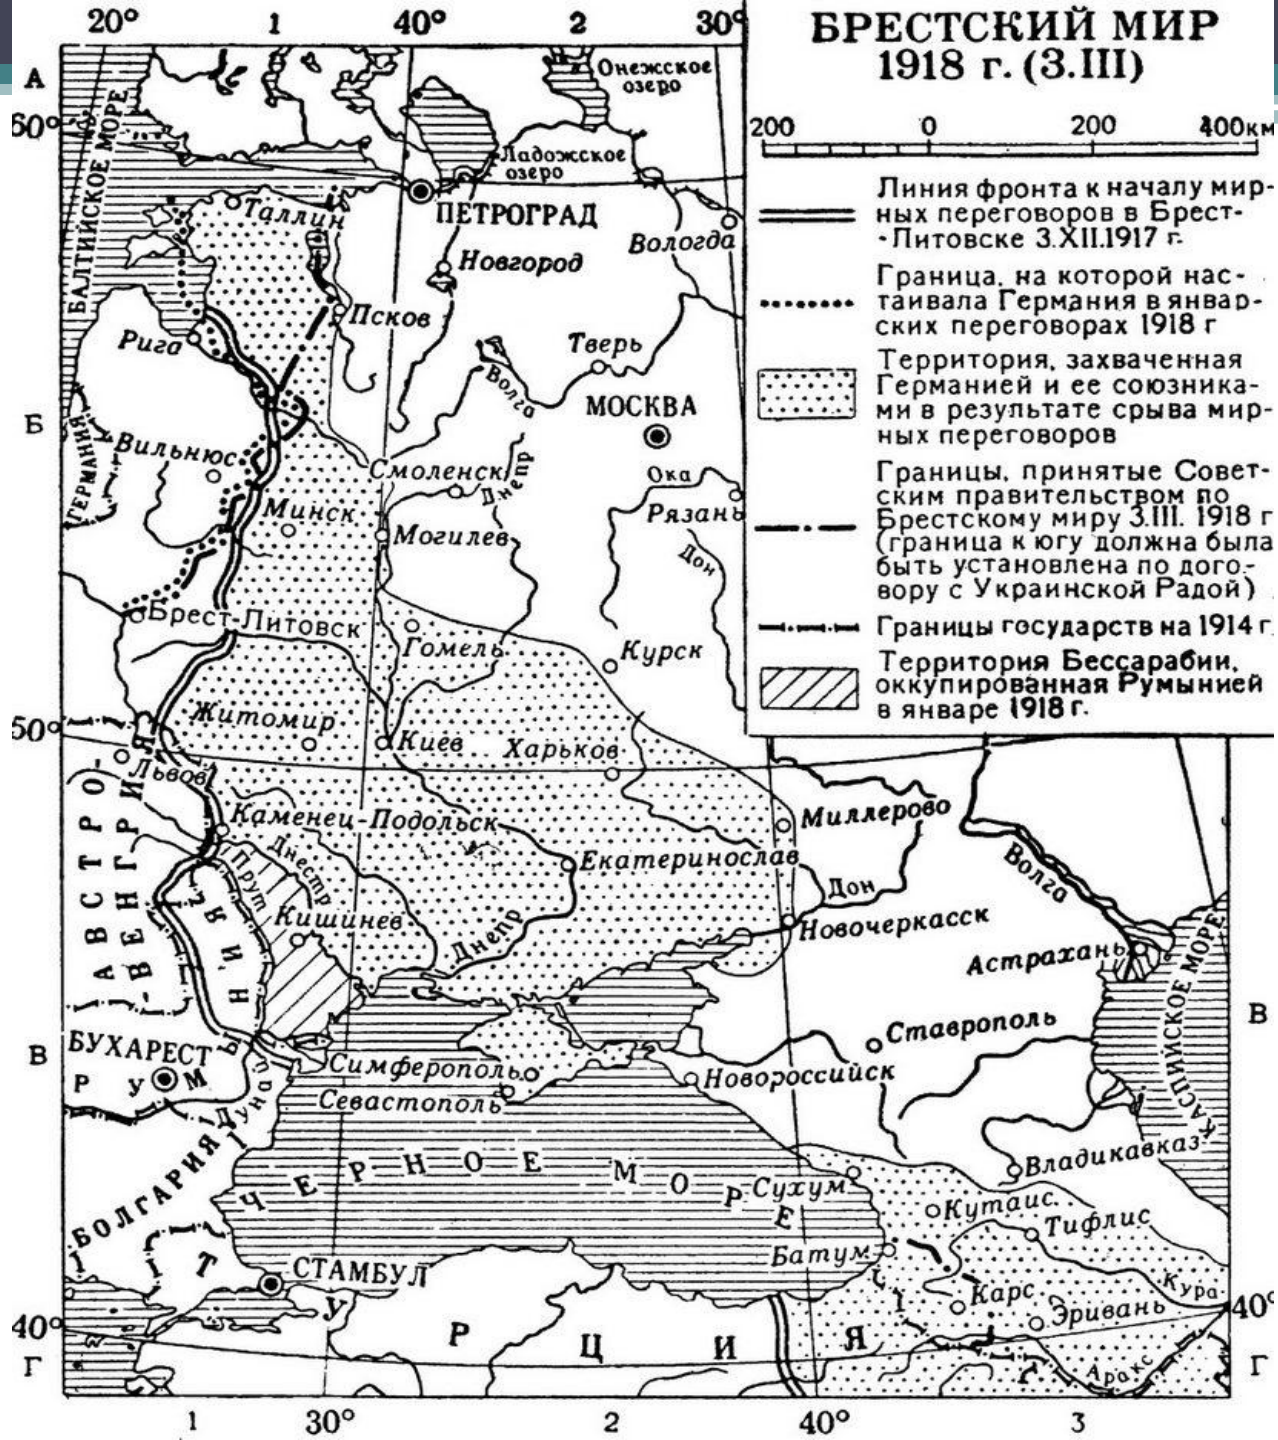 20° 1 40° 2 30°
БРЕСТСКИЙ МИР
1918 г. (3.III)
200 0 200 400км
Линия фронта к началу мир-
ных переговоров в Брест-
-Литовске 3.XII.1917 г.
Граница, на которой нас-
таивала Германия в январ-
ских переговорах 1918 г
Территория, захваченная
Германией и ее союзника-
ми в результате срыва мир-
ных переговоров
Границы, принятые Совет-
ским правительством по
Брестскому миру 3.III. 1918 г
(граница к югу должна была
быть установлена по дого-
вору с Украинской Радой)
Границы государств на 1914 г.
Территория Бессарабии,
оккупированная Румынией
в январе 1918 г.
А
60°
Б
50°
В
40°
Г
Онежское
озеро
Ладожское
озеро
БАЛТИЙСКОЕ МОРЕ
Таллин
ПЕТРОГРАД
Вологда
Новгород
Псков
Рига
Тверь
Волга
МОСКВА
ГЕРМАНИЯ
Вильнюс
Смоленск
Днепр
Ока
Рязань
Минск
Могилев
Дон
Брест-Литовск
Гомель
Курск
Житомир
Киев
Харьков
Львов
АВСТРО-
-ВЕНГРИЯ
Каменец-Подольск
Миллерово
Днестр
Прут
Екатеринослав
Дон
Волга
Кишинев
Днепр
Новочеркасск
Астрахань
КАСПИЙСКОЕ МОРЕ
В
Ставрополь
БУХАРЕСТ
РУМЫНИЯ
Дунай
Симферополь
Севастополь
Новороссийск
Владикавказ
БОЛГАРИЯ
ЧЕРНОЕ МОРЕ
Сухум
Кутаис.
Тифлис
Батум
СТАМБУЛ
Карс
Кура
Эривань
40°
ТУРЦИЯ
Аракс
Г
1 30° 2 40° 3